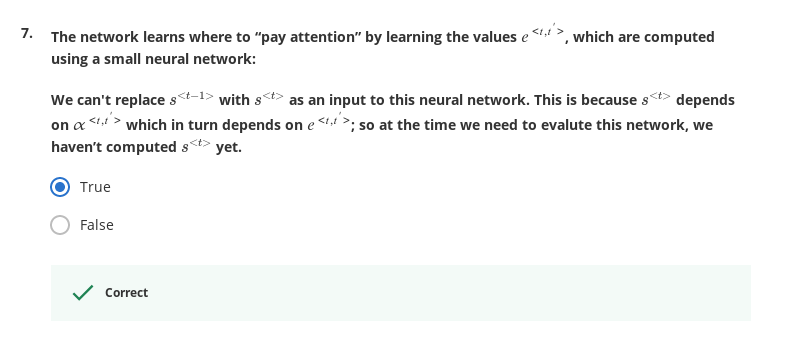 7. The network learns where to “pay attention” by learning the values e^<t,t'>, which are computed
using a small neural network:
We can't replace s^<t−1> with s^<t> as an input to this neural network. This is because s^<t> depends
on α^<t,t'> which in turn depends on e^<t,t'>; so at the time we need to evalute this network, we
haven’t computed s^<t> yet.
True
False
Correct